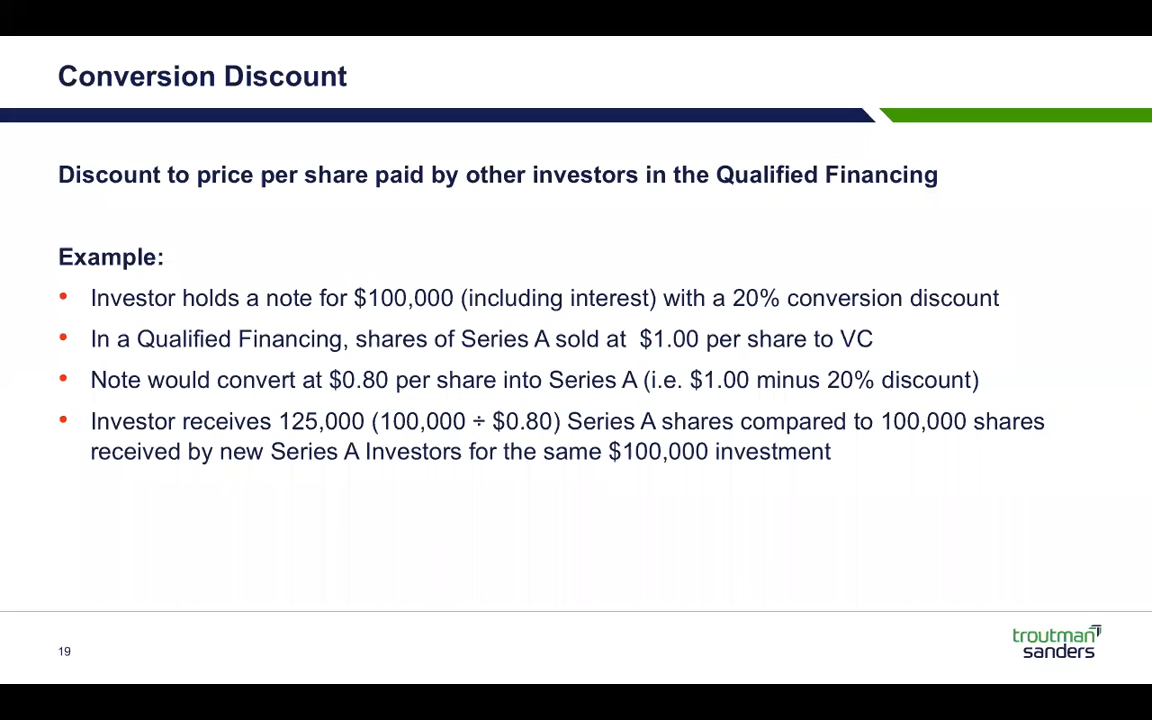 Conversion Discount
Discount to price per share paid by other investors in the Qualified Financing
Example:
• Investor holds a note for $100,000 (including interest) with a 20% conversion discount
• In a Qualified Financing, shares of Series A sold at  $1.00 per share to VC
• Note would convert at $0.80 per share into Series A (i.e. $1.00 minus 20% discount)
• Investor receives 125,000 (100,000 ÷ $0.80) Series A shares compared to 100,000 shares
received by new Series A Investors for the same $100,000 investment
19
troutman
sanders